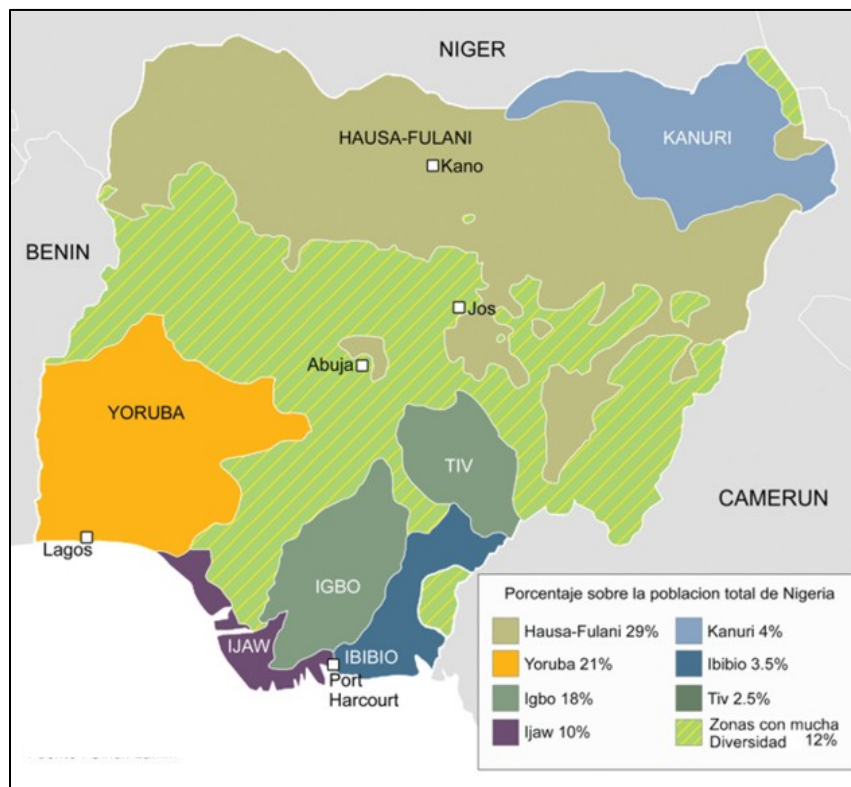 NIGER
KANURI
HAUSA-FULANI
Kano
BENIN
Jos
Abuja
YORUBA
TIV
CAMERUN
Lagos
IGBO
IJAW
IBIBIO
Port
Harcourt
Porcentaje sobre la poblacion total de Nigeria
Hausa-Fulani 29%
Kanuri 4%
Yoruba 21%
Ibibio 3.5%
Igbo 18%
Tiv 2.5%
Ijaw 10%
Zonas con mucha
Diversidad 12%